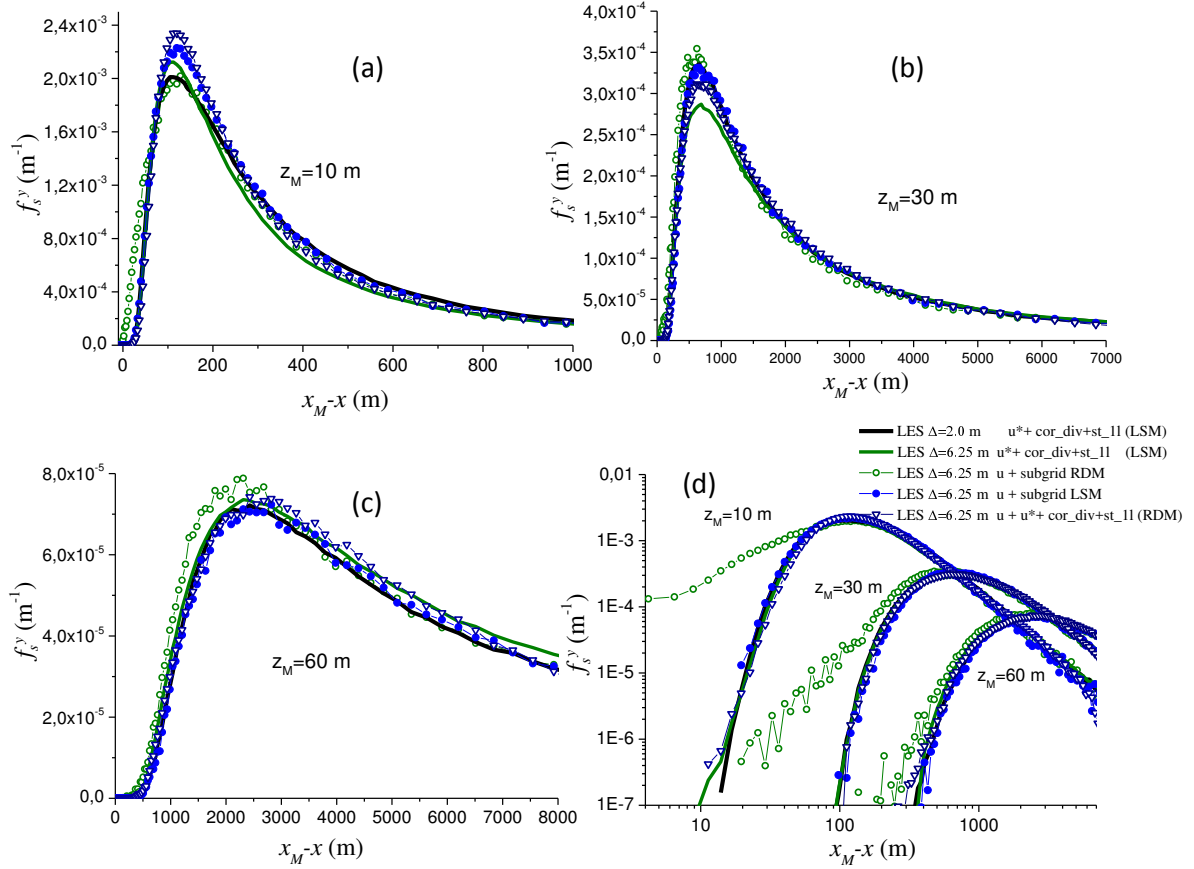 2,4x10⁻³
2,0x10⁻³
1,6x10⁻³
1,2x10⁻³
8,0x10⁻⁴
4,0x10⁻⁴
0,0
f_s^y (m⁻¹)
(a)
z_M=10 m
0 200 400 600 800 1000
x_M-x (m)
4,0x10⁻⁴
3,5x10⁻⁴
3,0x10⁻⁴
2,5x10⁻⁴
2,0x10⁻⁴
1,5x10⁻⁴
1,0x10⁻⁴
5,0x10⁻⁵
0,0
f_s^y (m⁻¹)
(b)
z_M=30 m
0 1000 2000 3000 4000 5000 6000 7000
x_M-x (m)
8,0x10⁻⁵
6,0x10⁻⁵
4,0x10⁻⁵
2,0x10⁻⁵
0,0
f_s^y (m⁻¹)
(c)
z_M=60 m
0 1000 2000 3000 4000 5000 6000 7000 8000
x_M-x (m)
LES Δ=2.0 m u*+ cor_div+st_1l (LSM)
LES Δ=6.25 m u*+ cor_div+st_1l (LSM)
LES Δ=6.25 m u + subgrid RDM
LES Δ=6.25 m u + subgrid LSM
LES Δ=6.25 m u + u*+ cor_div+st_1l (RDM)
0,01
1E-3
1E-4
1E-5
1E-6
1E-7
f_s^y (m⁻¹)
(d)
z_M=10 m
z_M=30 m
z_M=60 m
10 100 1000
x_M-x (m)